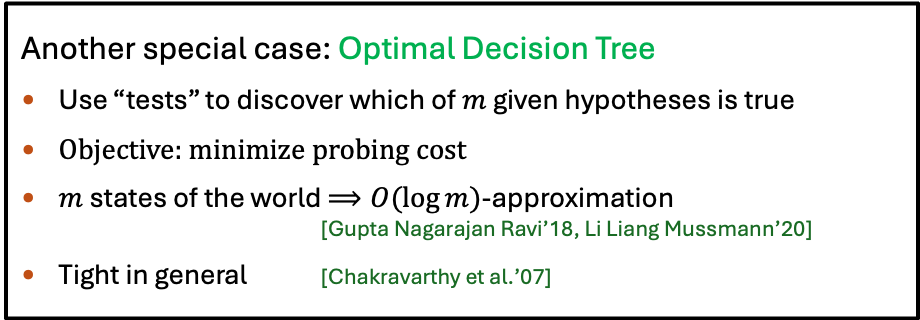 Another special case: Optimal Decision Tree
• Use “tests” to discover which of m given hypotheses is true
• Objective: minimize probing cost
• m states of the world ⟹ O(log m)-approximation
[Gupta Nagarajan Ravi’18, Li Liang Mussmann’20]
• Tight in general [Chakravarthy et al.’07]